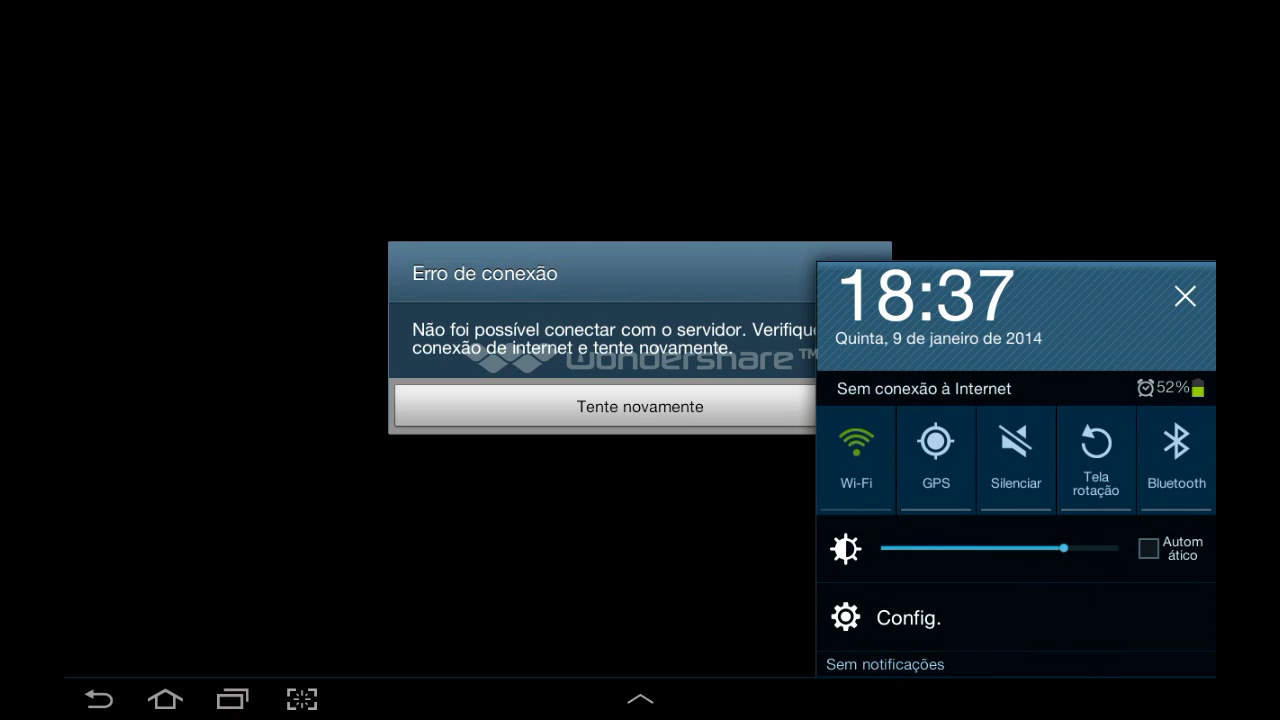 Erro de conexão
Não foi possível conectar com o servidor. Verifique
conexão de internet e tente novamente.
wondershare™
Tente novamente
18:37
Quinta, 9 de janeiro de 2014
Sem conexão à Internet
52%
Wi-Fi
GPS
Silenciar
Tela
rotação
Bluetooth
Autom
ático
Config.
Sem notificações